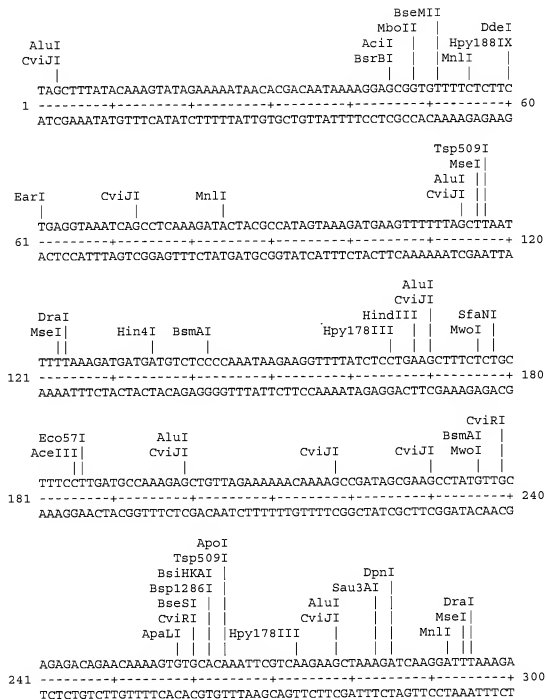 BseMII
MboII DdeI
AluI AciI Hpy188IX
CviJI BsrBI MnlI
TAGCTTTATACAAAGTATAGAAAAATAACACGACAATAAAAGGAGCGGTGTTTTCTCTTC
1 ---------+---------+---------+---------+---------+---------+ 60
ATCGAAATATGTTTCATATCTTTTTATTGTGCTGTTATTTTCCTCGCCACAAAAGAGAAG
Tsp509I
MseI
AluI
EarI CviJI MnlI CviJI
TGAGGTAAATCAGCCTCAAAGATACTACGCCATAGTAAAGATGAAGTTTTTTAGCTTAAT
61 ---------+---------+---------+---------+---------+---------+ 120
ACTCCATTTAGTCGGAGTTTCTATGATGCGGTATCATTTCTACTTCAAAAAATCGAATTA
AluI
CviJI
DraI HindIII SfaNI
MseI Hin4I BsmAI Hpy178III MwoI
TTTTAAAGATGATGATGTCTCCCCAAATAAGAAGGTTTTATCTCCTGAAGCTTTCTCTGC
121 ---------+---------+---------+---------+---------+---------+ 180
AAAATTTCTACTACTACAGAGGGGTTTATTCTTCCAAAATAGAGGACTTCGAAAGAGACG
CviRI
Eco57I AluI BsmAI
AceIII CviJI CviJI CviJI MwoI
TTTCCTTGATGCCAAAGAGCTGTTAGAAAAAACAAAAGCCGATAGCGAAGCCTATGTTGC
181 ---------+---------+---------+---------+---------+---------+ 240
AAAGGAACTACGGTTTCTCGACAATCTTTTTTGTTTTCGGCTATCGCTTCGGATACAACG
ApoI
Tsp509I
BsiHKAI DpnI
Bsp1286I Sau3AI
BseSI AluI DraI
CviRI CviJI MseI
ApaLI Hpy178III MnlI
AGAGACAGAACAAAAGTGTGCACAAATTCGTCAAGAAGCTAAAGATCAAGGATTTAAAGA
241 ---------+---------+---------+---------+---------+---------+ 300
TCTCTGTCTTGTTTTCACACGTGTTTAAGCAGTTCTTCGATTTCTAGTTCCTAAATTTCT